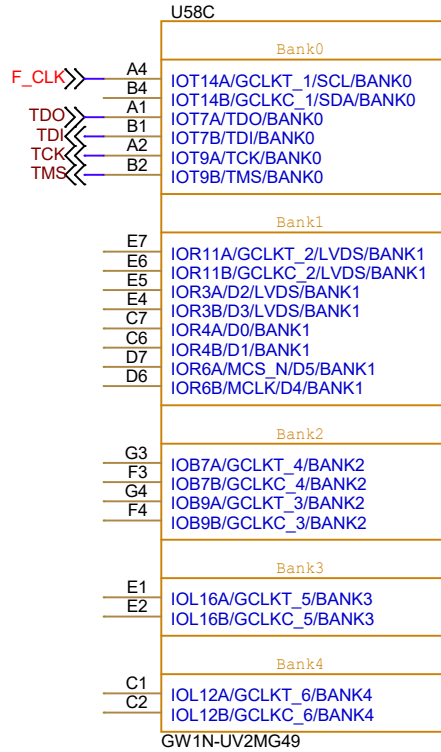 U58C
Bank0
F_CLK A4 IOT14A/GCLKT_1/SCL/BANK0
B4 IOT14B/GCLKC_1/SDA/BANK0
TDO A1 IOT7A/TDO/BANK0
TDI B1 IOT7B/TDI/BANK0
TCK A2 IOT9A/TCK/BANK0
TMS B2 IOT9B/TMS/BANK0
Bank1
E7 IOR11A/GCLKT_2/LVDS/BANK1
E6 IOR11B/GCLKC_2/LVDS/BANK1
E5 IOR3A/D2/LVDS/BANK1
E4 IOR3B/D3/LVDS/BANK1
C7 IOR4A/D0/BANK1
C6 IOR4B/D1/BANK1
D7 IOR6A/MCS_N/D5/BANK1
D6 IOR6B/MCLK/D4/BANK1
Bank2
G3 IOB7A/GCLKT_4/BANK2
F3 IOB7B/GCLKC_4/BANK2
G4 IOB9A/GCLKT_3/BANK2
F4 IOB9B/GCLKC_3/BANK2
Bank3
E1 IOL16A/GCLKT_5/BANK3
E2 IOL16B/GCLKC_5/BANK3
Bank4
C1 IOL12A/GCLKT_6/BANK4
C2 IOL12B/GCLKC_6/BANK4
GW1N-UV2MG49